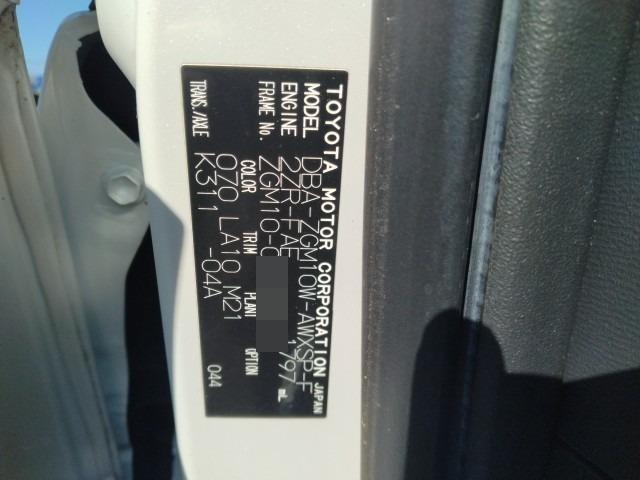 TOYOTA MOTOR CORPORATION JAPAN
MODEL DBA-ZGM10W-AWXSP-F
ENGINE 2ZR-FAE 1797 mL
FRAME No. ZGM10-0
COLOR TRIM PLANT OPTION
070 LA10 M21
TRANS./AXLE K311 -04A
044